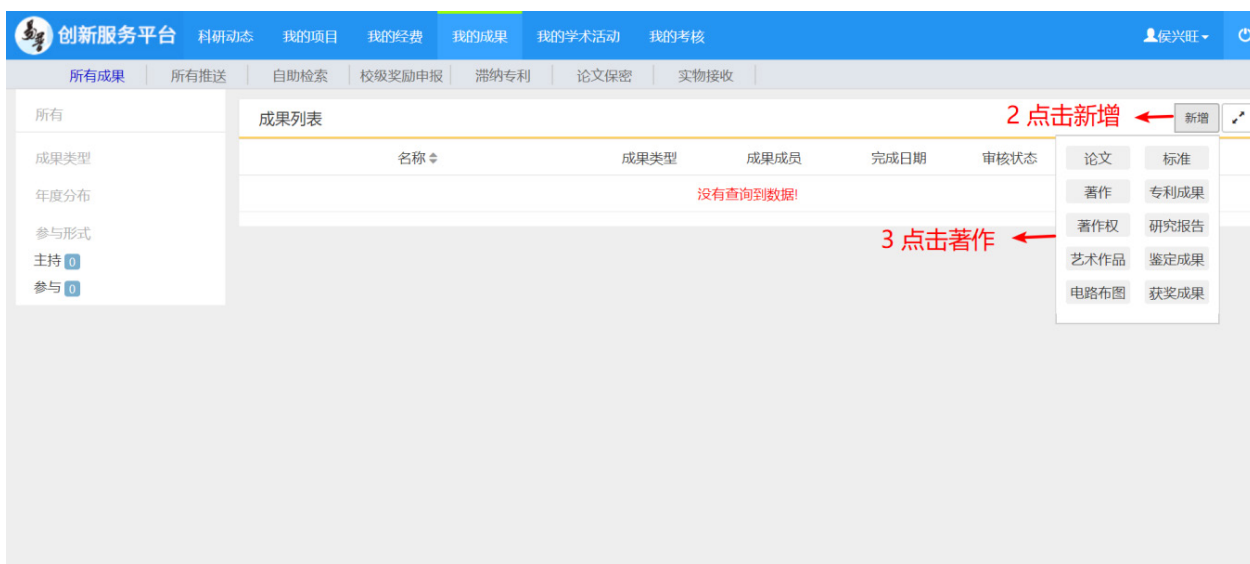 创新服务平台 科研动态 我的项目 我的经费 我的成果 我的学术活动 我的考核 侯兴旺
所有成果 所有推送 自助检索 校级奖励申报 滞纳专利 论文保密 实物接收
所有
成果列表 2 点击新增 新增
成果类型
名称 成果类型 成果成员 完成日期 审核状态 论文 标准
年度分布
没有查询到数据! 著作 专利成果
参与形式
3 点击著作 著作权 研究报告
主持 0
艺术作品 鉴定成果
参与 0
电路布图 获奖成果